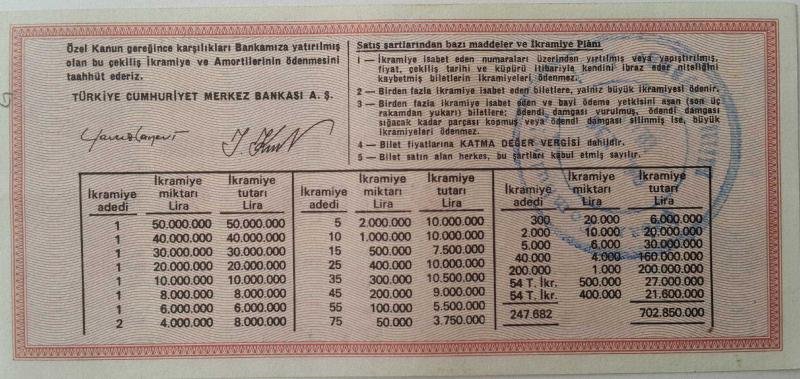 Özel Kanun gereğince karşılıkları Bankamıza yatırılmış
olan bu çekiliş İkramiye ve Amortilerinin ödenmesini
taahhüt ederiz.
TÜRKİYE CUMHURİYET MERKEZ BANKASI A. Ş.
Satış şartlarından bazı maddeler ve İkramiye Plânı
1 — İkramiye isabet eden numaraları üzerinden yırtılmış veya yapıştırılmış,
fiyat, çekiliş tarihi ve küpürü itibariyle kendini ibraz eder niteliğini
kaybetmiş biletlerin ikramiyeleri ödenmez.
2 — Birden fazla ikramiye isabet eden biletlere, yalnız büyük ikramiyesi ödenir.
3 — Birden fazla ikramiye isabet eden ve bayi ödeme yetkisini aşan (son üç
rakamdan yukarı) biletlere; ödendi damgası vurulmuş, ödendi damgası
sığacak kadar parçası kopmuş veya ödendi damgası silinmiş ise, büyük
ikramiyeleri ödenmez.
4 — Bilet fiyatlarına KATMA DEĞER VERGİSİ dahildir.
5 — Bilet satın alan herkes, bu şartları kabul etmiş sayılır.
İkramiye adedi İkramiye miktarı Lira İkramiye tutarı Lira
1 50.000.000 50.000.000
1 40.000.000 40.000.000
1 30.000.000 30.000.000
1 20.000.000 20.000.000
1 10.000.000 10.000.000
1 8.000.000 8.000.000
1 6.000.000 6.000.000
2 4.000.000 8.000.000
İkramiye adedi İkramiye miktarı Lira İkramiye tutarı Lira
5 2.000.000 10.000.000
10 1.000.000 10.000.000
15 500.000 7.500.000
25 400.000 10.000.000
35 300.000 10.500.000
45 200.000 9.000.000
55 100.000 5.500.000
75 50.000 3.750.000
İkramiye adedi İkramiye miktarı Lira İkramiye tutarı Lira
300 20.000 6.000.000
2.000 10.000 20.000.000
5.000 6.000 30.000.000
40.000 4.000 160.000.000
200.000 1.000 200.000.000
54 T. İkr. 500.000 27.000.000
54 T. İkr. 400.000 21.600.000
247.682 702.850.000